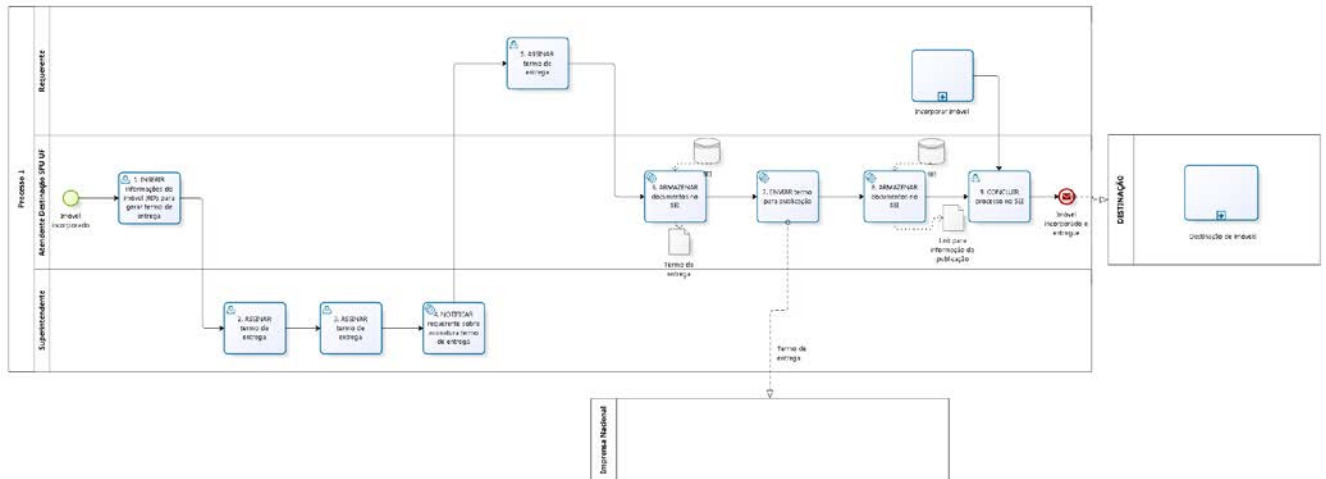 Processo 1
Requerente
5. ASSINAR
termo de
entrega
Incorporar imóvel
Atendente Destinação SPU UF
Imóvel
incorporado
1. INSERIR
informações do
imóvel
para
gerar termo de
entrega
6. ARMAZENAR
documentos no
SEI
SEI
Termo de
entrega
7. ENVIAR termo
para publicação
8. ARMAZENAR
documentos no
SEI
SEI
Link para
informação da
publicação
9. CONCLUIR
processo no SEI
Imóvel
incorporado e
entregue
Superintendente
2. ASSINAR
termo de
entrega
3. ASSINAR
termo de
entrega
4. NOTIFICAR
requerente sobre
assinatura termo
de entrega
Termo de
entrega
DESTINAÇÃO
Destinação de imóvel
Imprensa Nacional